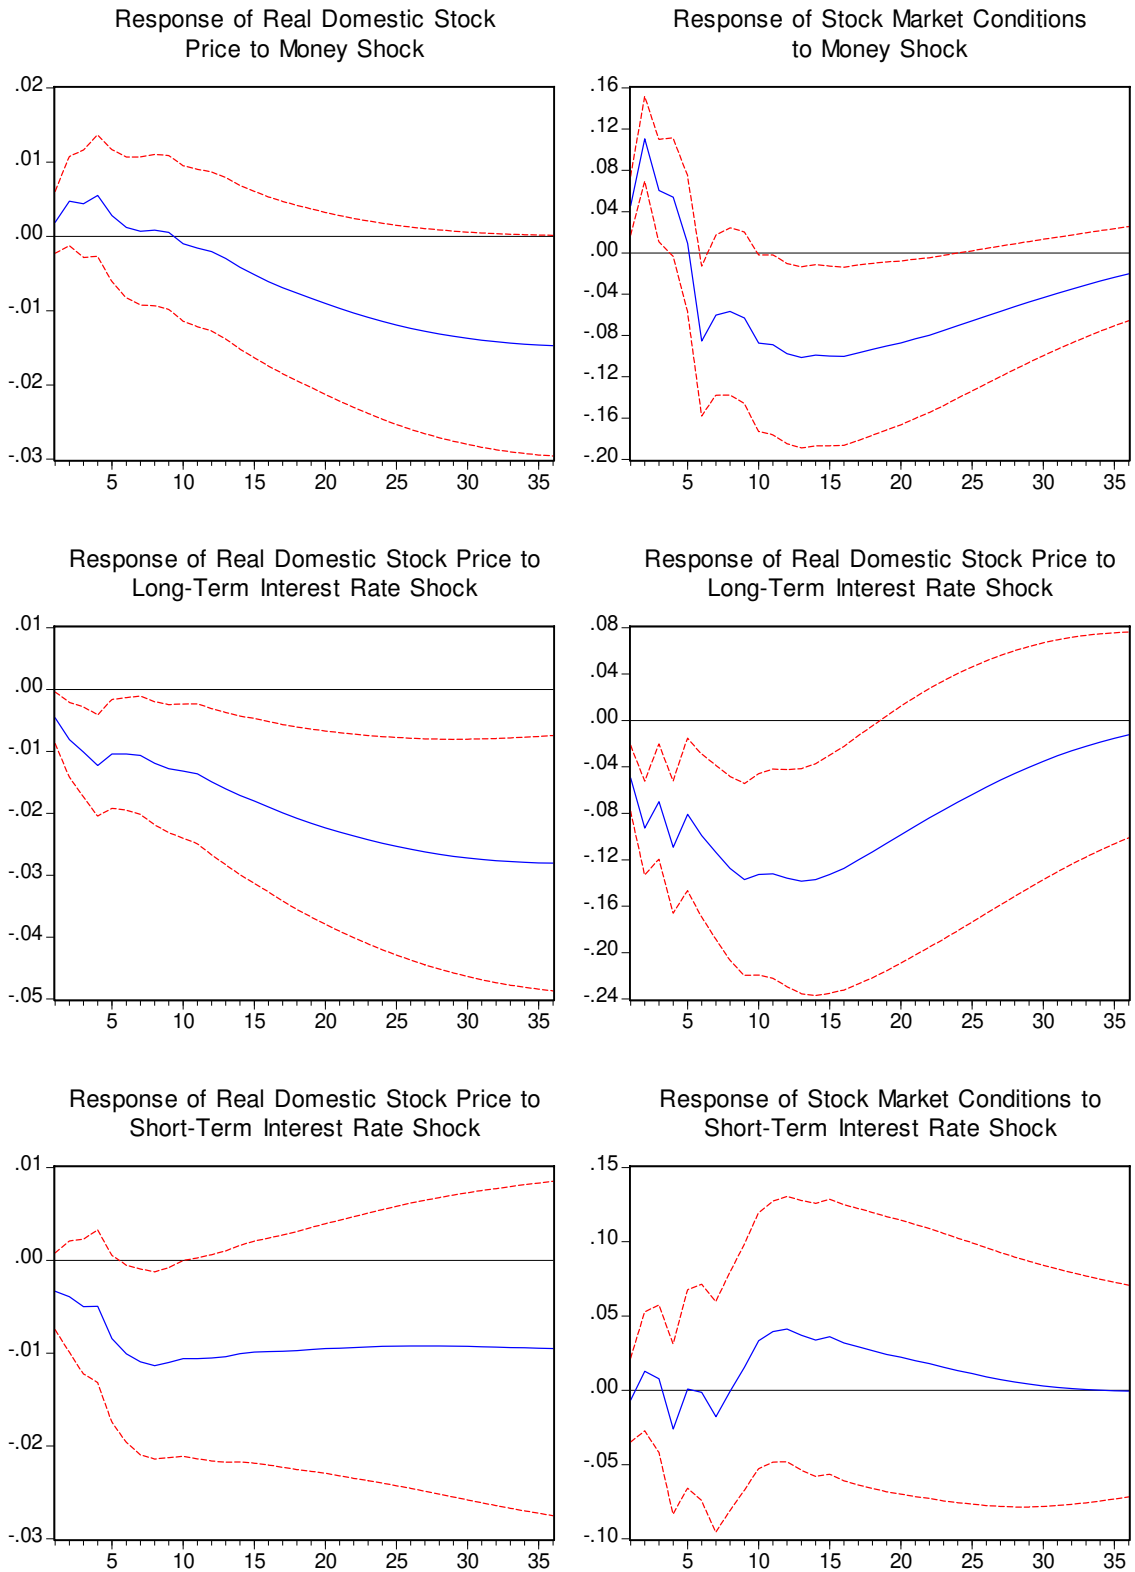 Response of Real Domestic Stock
Price to Money Shock
.02
.01
.00
-.01
-.02
-.03
5 10 15 20 25 30 35
Response of Stock Market Conditions
to Money Shock
.16
.12
.08
.04
.00
-.04
-.08
-.12
-.16
-.20
5 10 15 20 25 30 35
Response of Real Domestic Stock Price to
Long-Term Interest Rate Shock
.01
.00
-.01
-.02
-.03
-.04
-.05
5 10 15 20 25 30 35
Response of Real Domestic Stock Price to
Long-Term Interest Rate Shock
.08
.04
.00
-.04
-.08
-.12
-.16
-.20
-.24
5 10 15 20 25 30 35
Response of Real Domestic Stock Price to
Short-Term Interest Rate Shock
.01
.00
-.01
-.02
-.03
5 10 15 20 25 30 35
Response of Stock Market Conditions to
Short-Term Interest Rate Shock
.15
.10
.05
.00
-.05
-.10
5 10 15 20 25 30 35